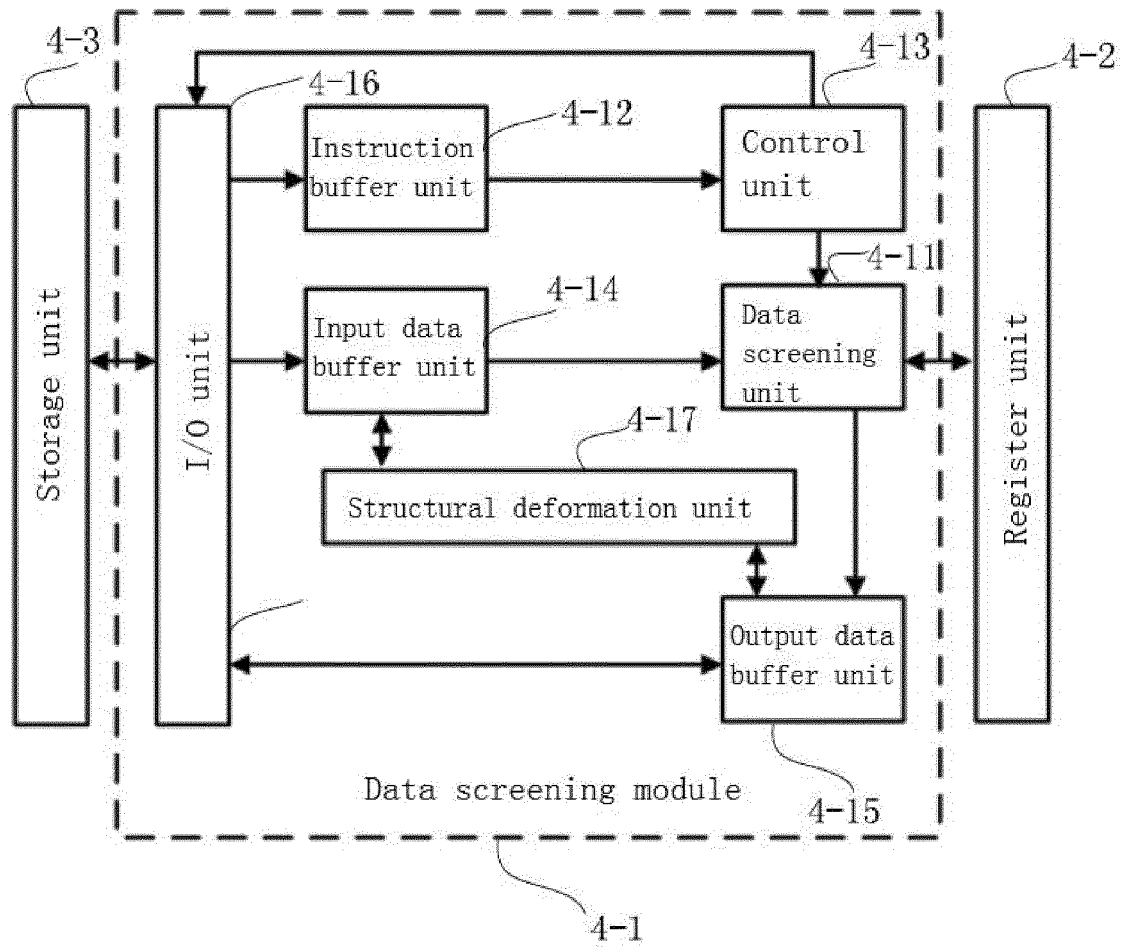 4-3
4-16
4-13
4-2
4-12
Instruction
buffer unit
Control
unit
4-11
4-14
Input data
buffer unit
Data
screening
unit
Storage unit
I/O unit
Register unit
4-17
Structural deformation unit
Output data
buffer unit
Data screening module
4-15
4-1